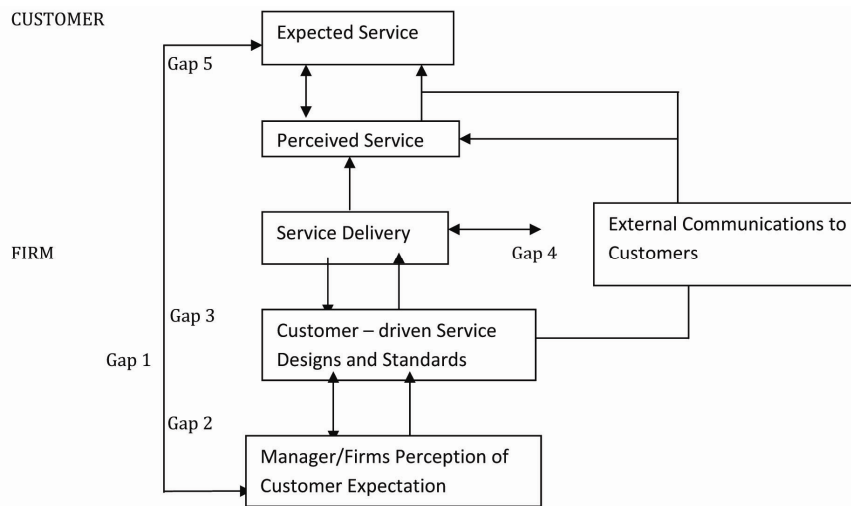 CUSTOMER
Expected Service
Gap 5
Perceived Service
Service Delivery
External Communications to
Customers
Gap 4
FIRM
Gap 3
Customer – driven Service
Designs and Standards
Gap 1
Gap 2
Manager/Firms Perception of
Customer Expectation